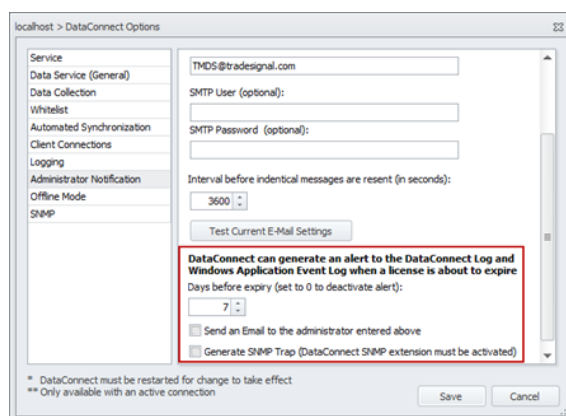 localhost > DataConnect Options
Service
Data Service (General)
Data Collection
Whitelist
Automated Synchronization
Client Connections
Logging
Administrator Notification
Offline Mode
SNMP
TMDS@tradesignal.com
SMTP User (optional):
SMTP Password (optional):
Interval before indentical messages are resent (in seconds):
3600
Test Current E-Mail Settings
DataConnect can generate an alert to the DataConnect Log and
Windows Application Event Log when a license is about to expire
Days before expiry (set to 0 to deactivate alert):
7
Send an Email to the administrator entered above
Generate SNMP Trap (DataConnect SNMP extension must be activated)
* DataConnect must be restarted for change to take effect
** Only available with an active connection
Save
Cancel